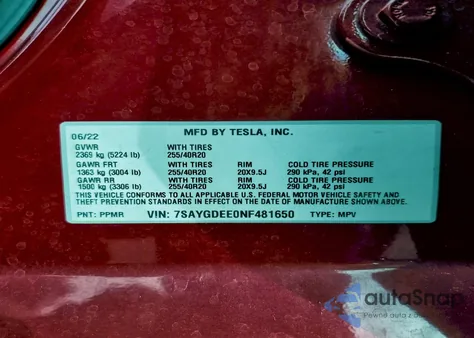 06/22 MFD BY TESLA, INC.
GVWR WITH TIRES
2369 kg (5224 lb) 255/40R20
GAWR FRT WITH TIRES RIM COLD TIRE PRESSURE
1363 kg (3004 lb) 255/40R20 20X9.5J 290 kPa, 42 psi
GAWR RR WITH TIRES RIM COLD TIRE PRESSURE
1500 kg (3306 lb) 255/40R20 20X9.5J 290 kPa, 42 psi
THIS VEHICLE CONFORMS TO ALL APPLICABLE U.S. FEDERAL MOTOR VEHICLE SAFETY AND
THEFT PREVENTION STANDARDS IN EFFECT ON THE DATE OF MANUFACTURE SHOWN ABOVE.
PNT: PPMR VIN: 7SAYGDEE0NF481650 TYPE: MPV
autaSnap
Pewne auta z